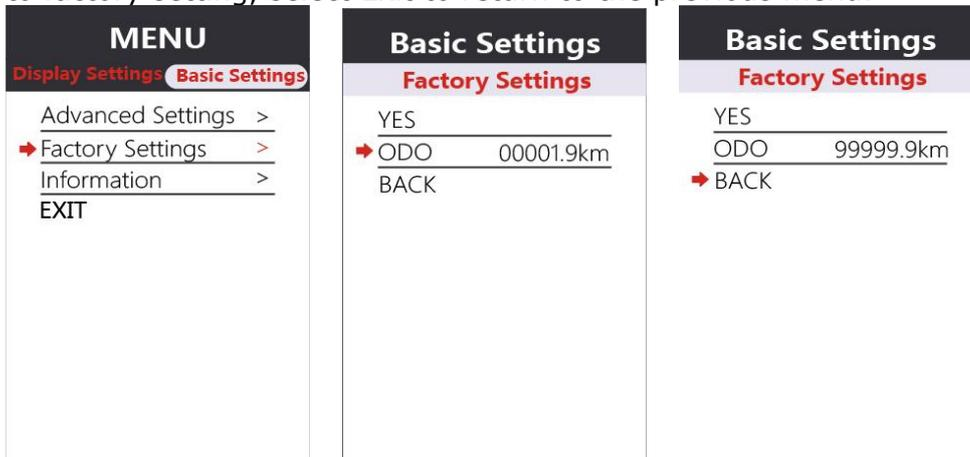 MENU
Display Settings Basic Settings
Advanced Settings >
Factory Settings >
Information >
EXIT
Basic Settings
Factory Settings
YES
ODO 00001.9km
BACK
Basic Settings
Factory Settings
YES
ODO 99999.9km
BACK